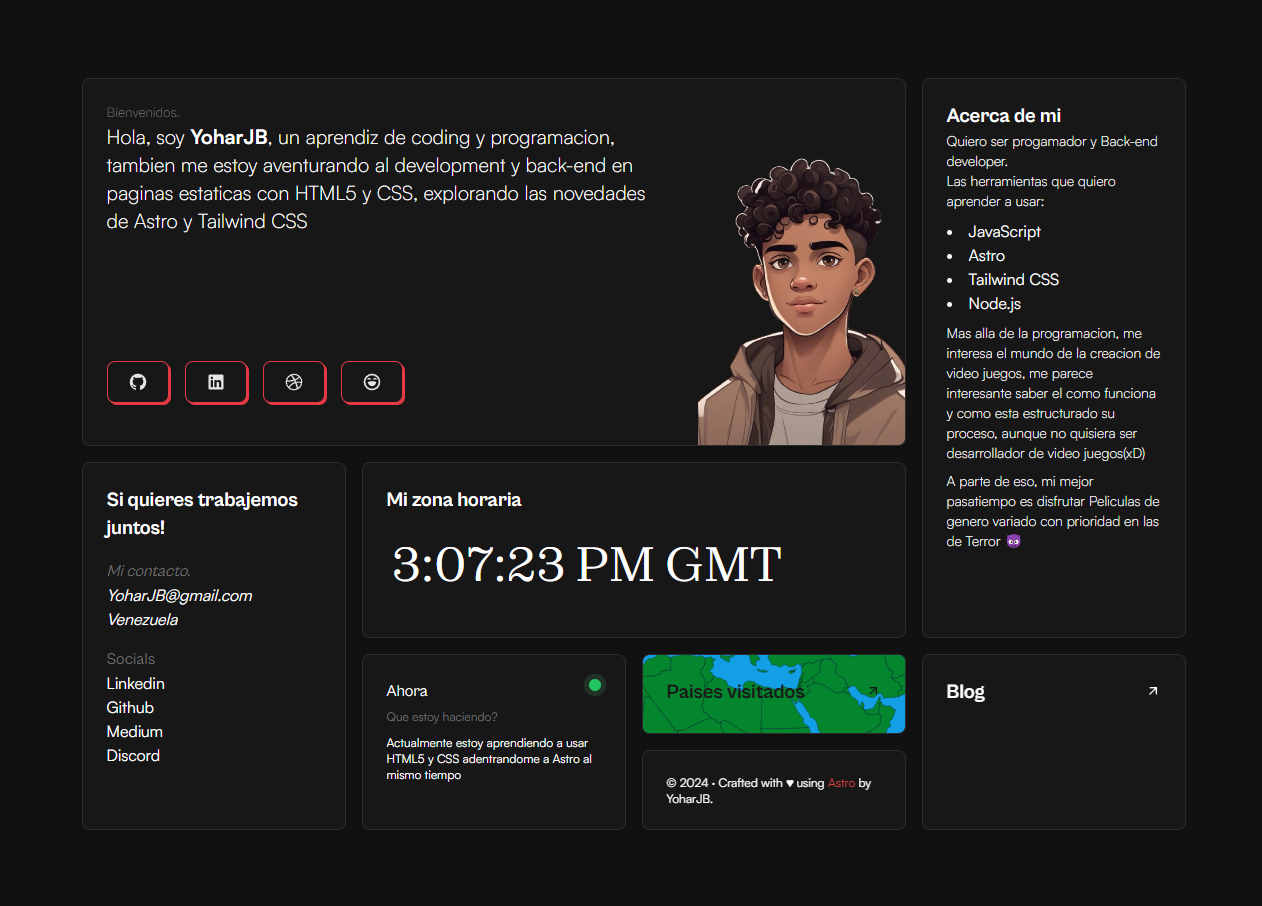 Bienvenidos.
Hola, soy YoharJB, un aprendiz de coding y programacion,
tambien me estoy aventurando al development y back-end en
paginas estaticas con HTML5 y CSS, explorando las novedades
de Astro y Tailwind CSS
Acerca de mi
Quiero ser progamador y Back-end
developer.
Las herramientas que quiero
aprender a usar:
• JavaScript
• Astro
• Tailwind CSS
• Node.js
Mas alla de la programacion, me
interesa el mundo de la creacion de
video juegos, me parece
interesante saber el como funciona
y como esta estructurado su
proceso, aunque no quisiera ser
desarrollador de video juegos(xD)
A parte de eso, mi mejor
pasatiempo es disfrutar Peliculas de
genero variado con prioridad en las
de Terror 👿
Si quieres trabajemos
juntos!
Mi contacto.
YoharJB@gmail.com
Venezuela
Socials
Linkedin
Github
Medium
Discord
Mi zona horaria
3:07:23 PM GMT
Ahora
Que estoy haciendo?
Actualmente estoy aprendiendo a usar
HTML5 y CSS adentrandome a Astro al
mismo tiempo
Paises visitados
© 2024 · Crafted with ♥ using Astro by
YoharJB.
Blog